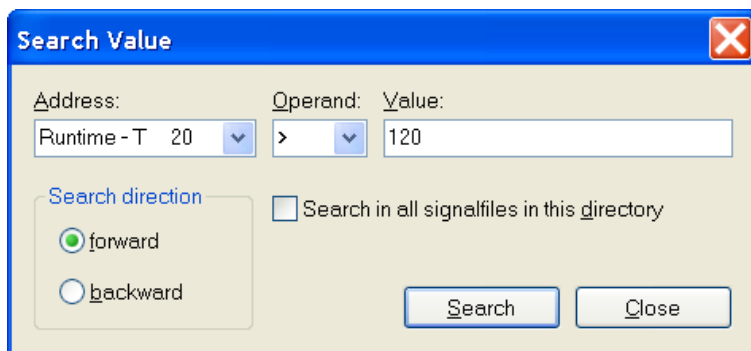 Search Value
Address: Operand: Value:
Runtime - T 20 > 120
Search direction
Search in all signalfiles in this directory
forward
backward
Search Close